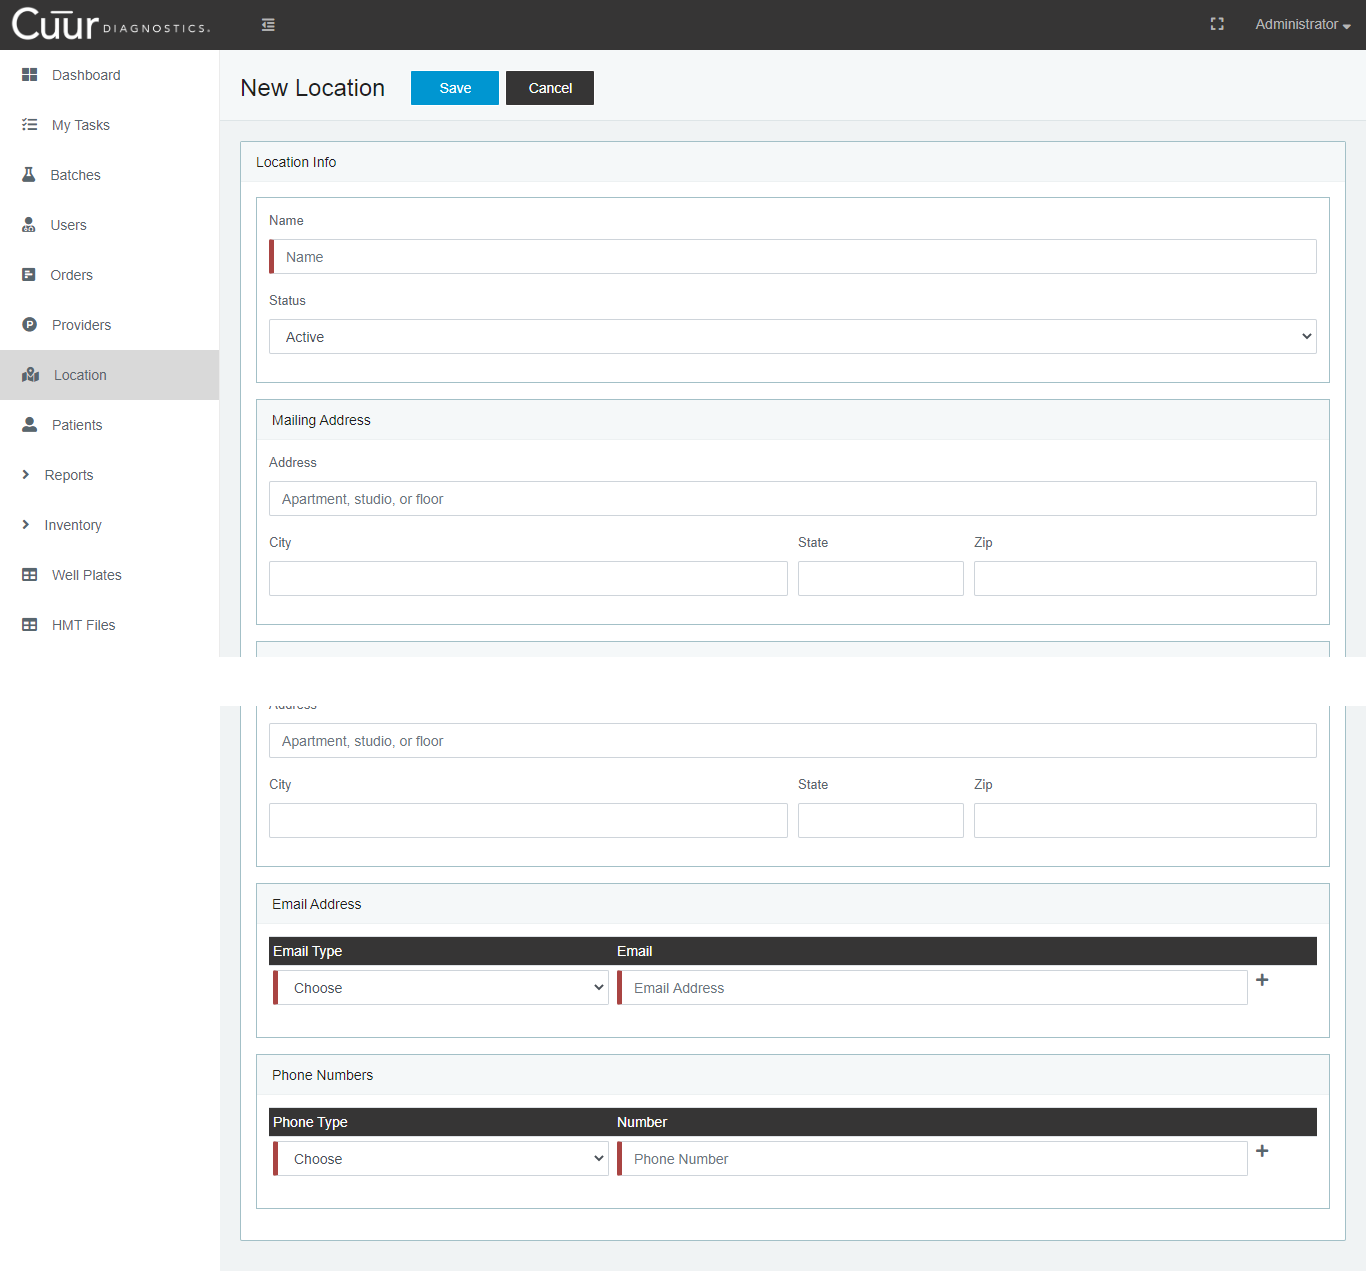 Cuur DIAGNOSTICS.
Administrator
Dashboard
My Tasks
Batches
Users
Orders
Providers
Location
Patients
Reports
Inventory
Well Plates
HMT Files
New Location
Save
Cancel
Location Info
Name
Name
Status
Active
Mailing Address
Address
Apartment, studio, or floor
City State Zip
Address
Apartment, studio, or floor
City State Zip
Email Address
Email Type Email
Choose Email Address
Phone Numbers
Phone Type Number
Choose Phone Number